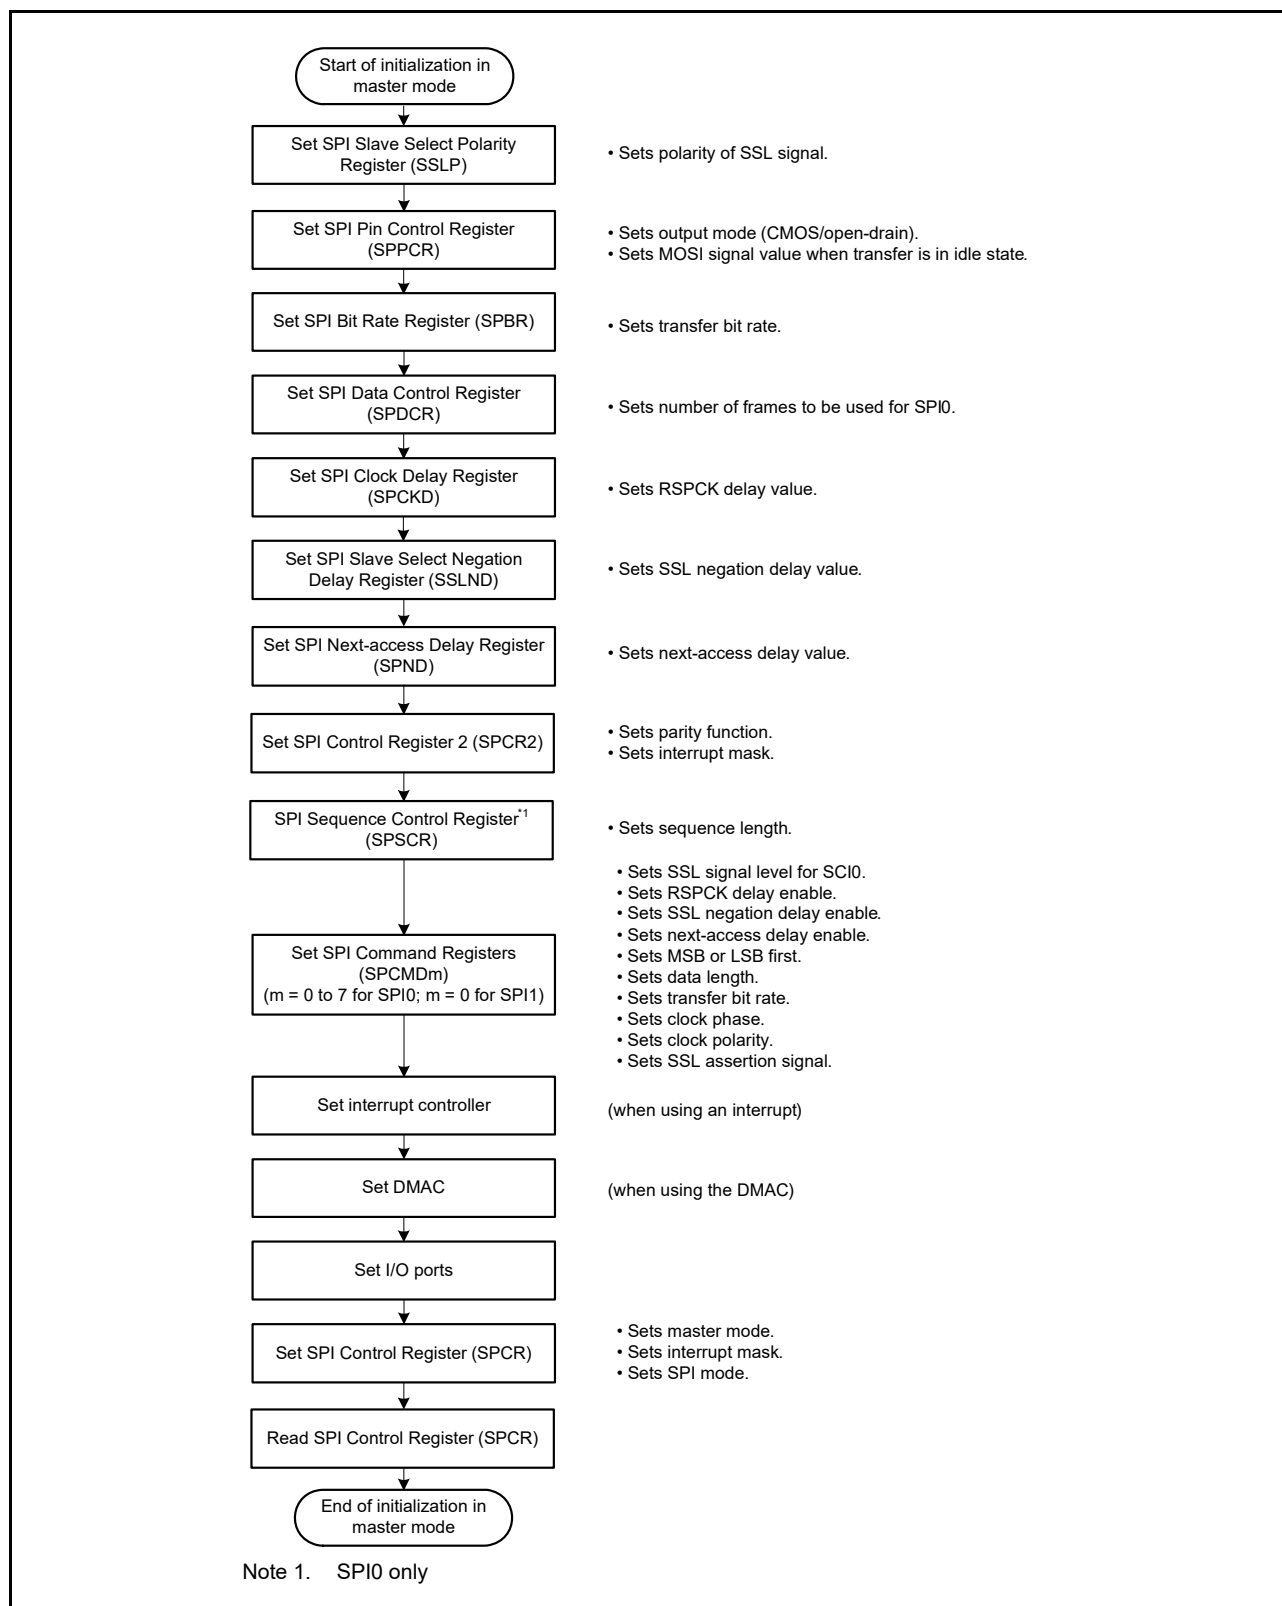 Start of initialization in
master mode
Set SPI Slave Select Polarity
Register (SSLP)
• Sets polarity of SSL signal.
Set SPI Pin Control Register
(SPPCR)
• Sets output mode (CMOS/open-drain).
• Sets MOSI signal value when transfer is in idle state.
Set SPI Bit Rate Register (SPBR)
• Sets transfer bit rate.
Set SPI Data Control Register
(SPDCR)
• Sets number of frames to be used for SPI0.
Set SPI Clock Delay Register
(SPCKD)
• Sets RSPCK delay value.
Set SPI Slave Select Negation
Delay Register (SSLND)
• Sets SSL negation delay value.
Set SPI Next-access Delay Register
(SPND)
• Sets next-access delay value.
Set SPI Control Register 2 (SPCR2)
• Sets parity function.
• Sets interrupt mask.
SPI Sequence Control Register*1
(SPSCR)
• Sets sequence length.
Set SPI Command Registers
(SPCMDm)
(m = 0 to 7 for SPI0; m = 0 for SPI1)
• Sets SSL signal level for SCI0.
• Sets RSPCK delay enable.
• Sets SSL negation delay enable.
• Sets next-access delay enable.
• Sets MSB or LSB first.
• Sets data length.
• Sets transfer bit rate.
• Sets clock phase.
• Sets clock polarity.
• Sets SSL assertion signal.
Set interrupt controller
(when using an interrupt)
Set DMAC
(when using the DMAC)
Set I/O ports
Set SPI Control Register (SPCR)
• Sets master mode.
• Sets interrupt mask.
• Sets SPI mode.
Read SPI Control Register (SPCR)
End of initialization in
master mode
Note 1. SPI0 only